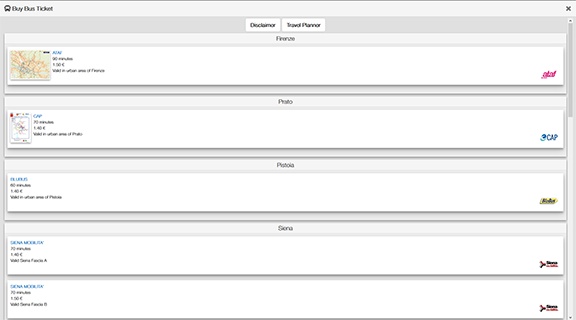 Buy Bus Ticket
Disclaimer Travel Planner
Firenze
ATAF
90 minutes
1.50 €
Valid in urban area of Firenze
ataf
Prato
CAP
70 minutes
1.40 €
Valid in urban area of Prato
CAP
Pistoia
BLUBUS
60 minutes
1.40 €
Valid in urban area of Pistoia
Siena
SIENA MOBILITA'
70 minutes
1.40 €
Valid Siena Fascia A
Siena
SIENA MOBILITA'
70 minutes
1.50 €
Valid Siena Fascia B
Siena